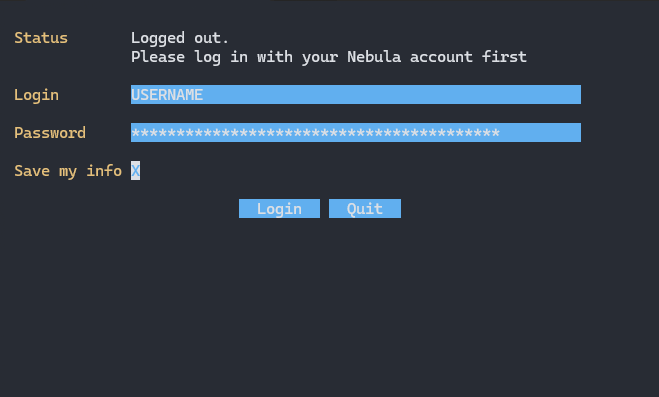 Status Logged out.
Please log in with your Nebula account first
Login USERNAME
Password *****************************************
Save my info X
Login Quit